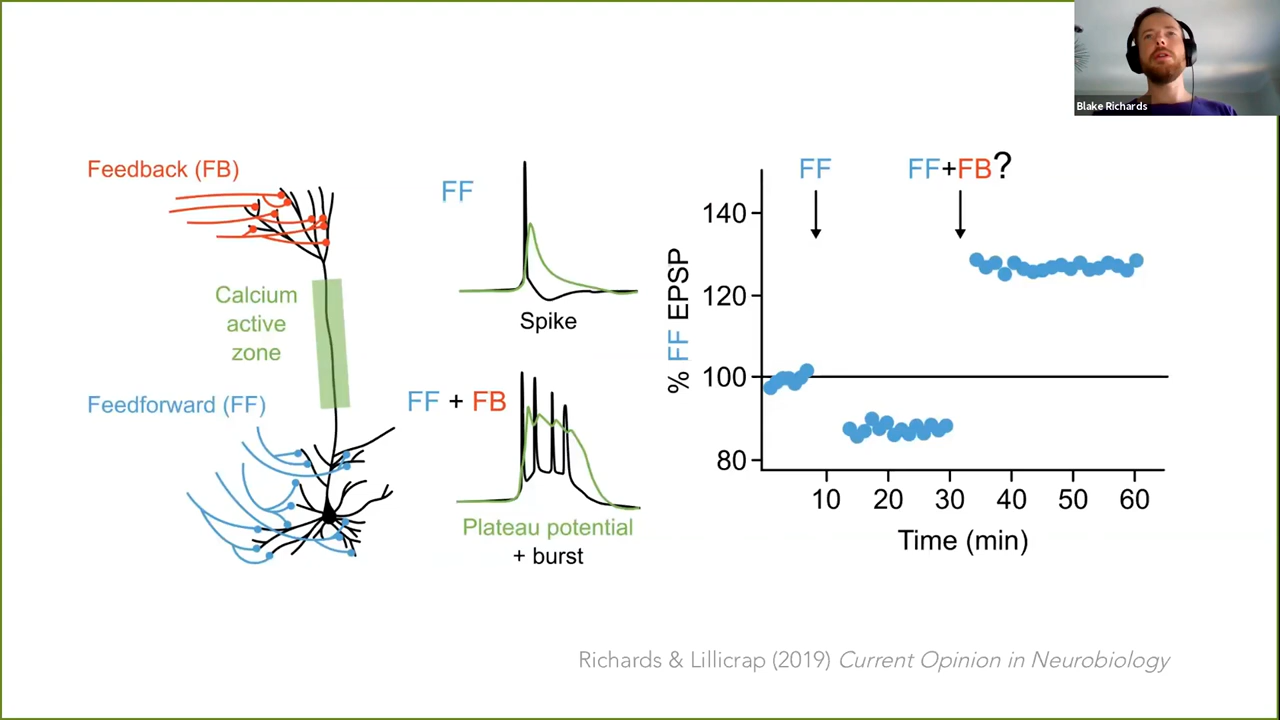 Blake Richards
Feedback (FB)
Calcium
active
zone
Feedforward (FF)
FF
Spike
FF + FB
Plateau potential
+ burst
FF
FF+FB?
% FF EPSP
140
120
100
80
10 20 30 40 50 60
Time (min)
Richards & Lillicrap (2019) Current Opinion in Neurobiology